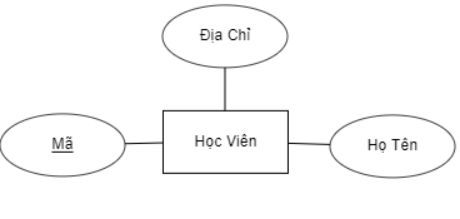 Địa Chỉ
Mã
Học Viên
Họ Tên